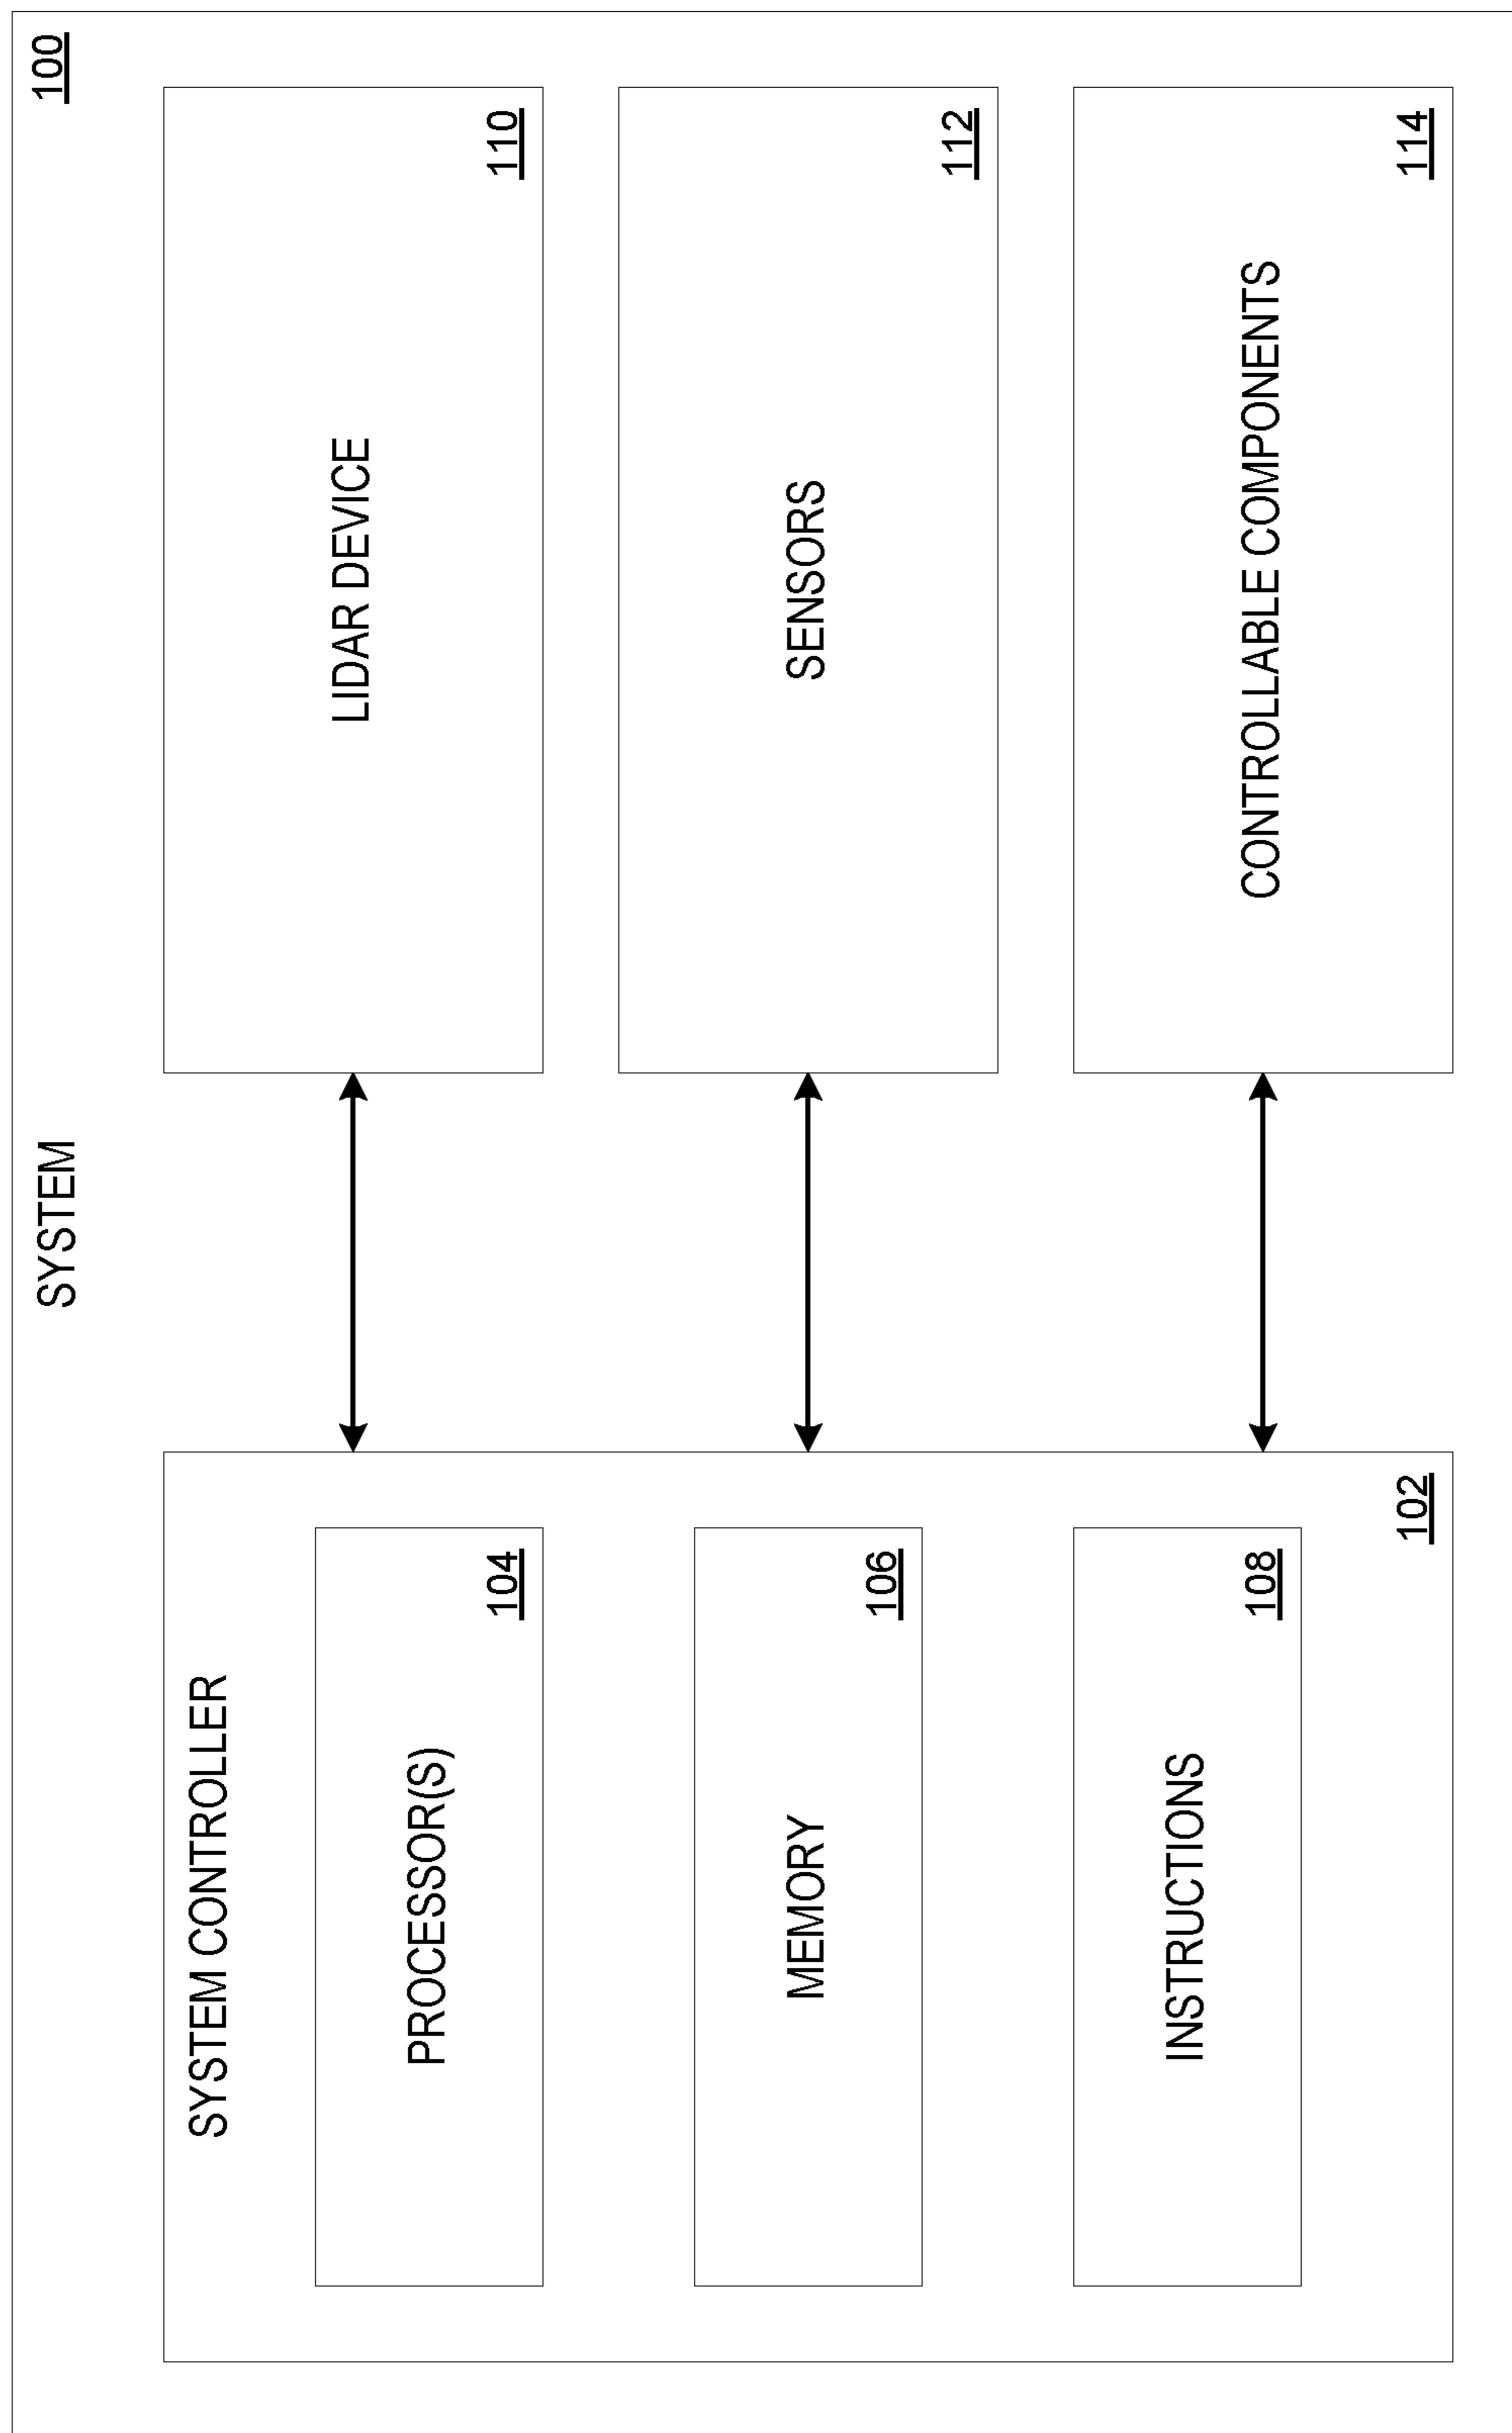 SYSTEM
100
SYSTEM CONTROLLER
PROCESSOR(S)
104
MEMORY
106
INSTRUCTIONS
108
102
LIDAR DEVICE
110
SENSORS
112
CONTROLLABLE COMPONENTS
114